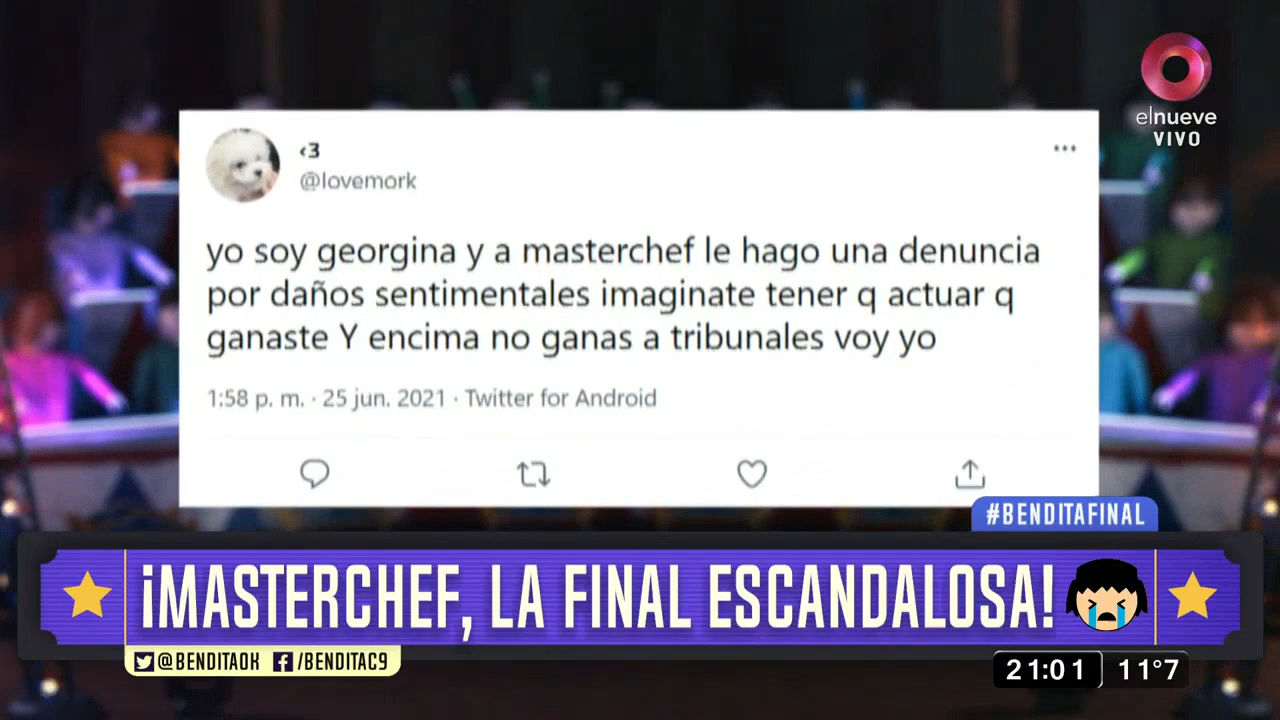 elnueve
VIVO
<3
@lovemork
yo soy georgina y a masterchef le hago una denuncia
por daños sentimentales imaginate tener q actuar q
ganaste Y encima no ganas a tribunales voy yo
1:58 p. m. · 25 jun. 2021 · Twitter for Android
#BENDITAFINAL
¡MASTERCHEF, LA FINAL ESCANDALOSA!
@BENDITAOK /BENDITAC9
21:01 11°7